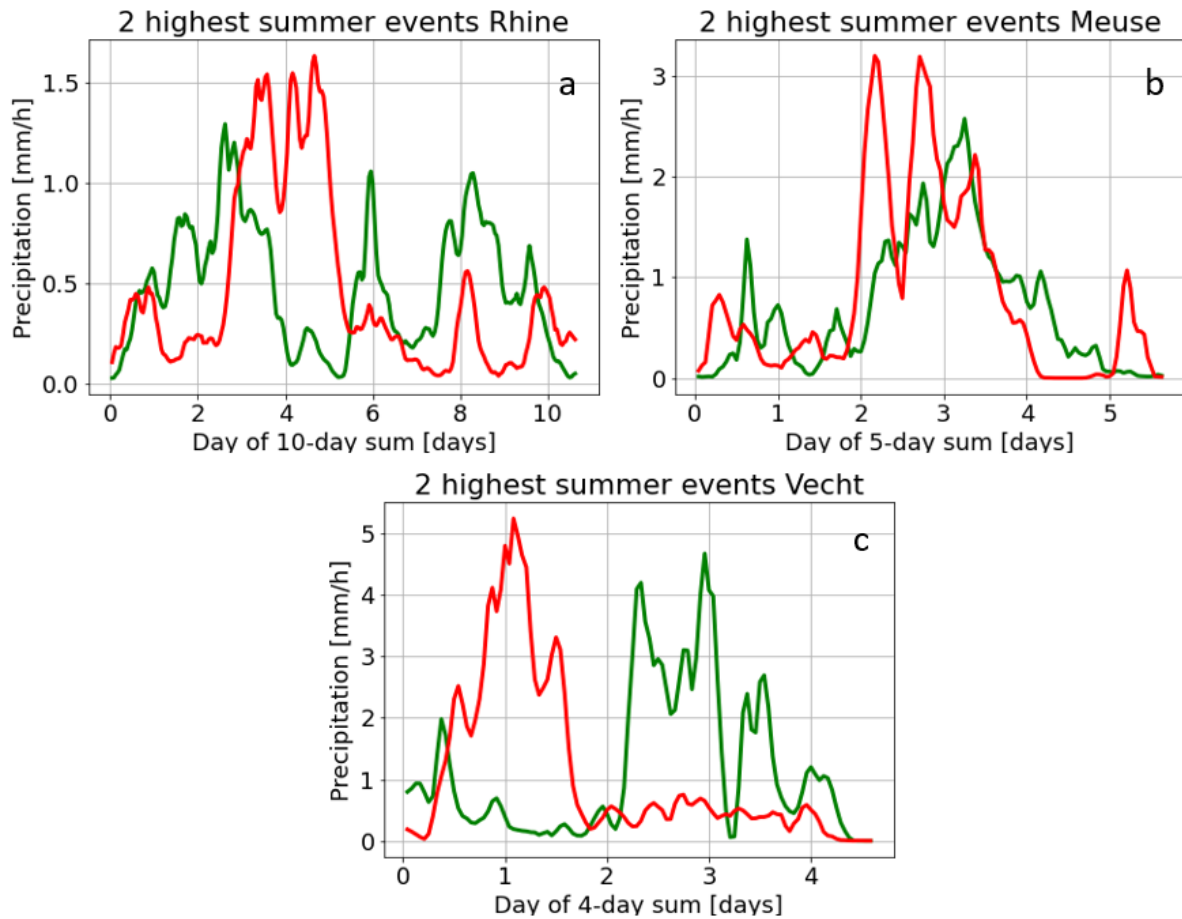 2 highest summer events Rhine
a
Precipitation [mm/h]
1.5
1.0
0.5
0.0
0 2 4 6 8 10
Day of 10-day sum [days]
2 highest summer events Meuse
b
Precipitation [mm/h]
3
2
1
0
0 1 2 3 4 5
Day of 5-day sum [days]
2 highest summer events Vecht
c
Precipitation [mm/h]
5
4
3
2
1
0
0 1 2 3 4
Day of 4-day sum [days]